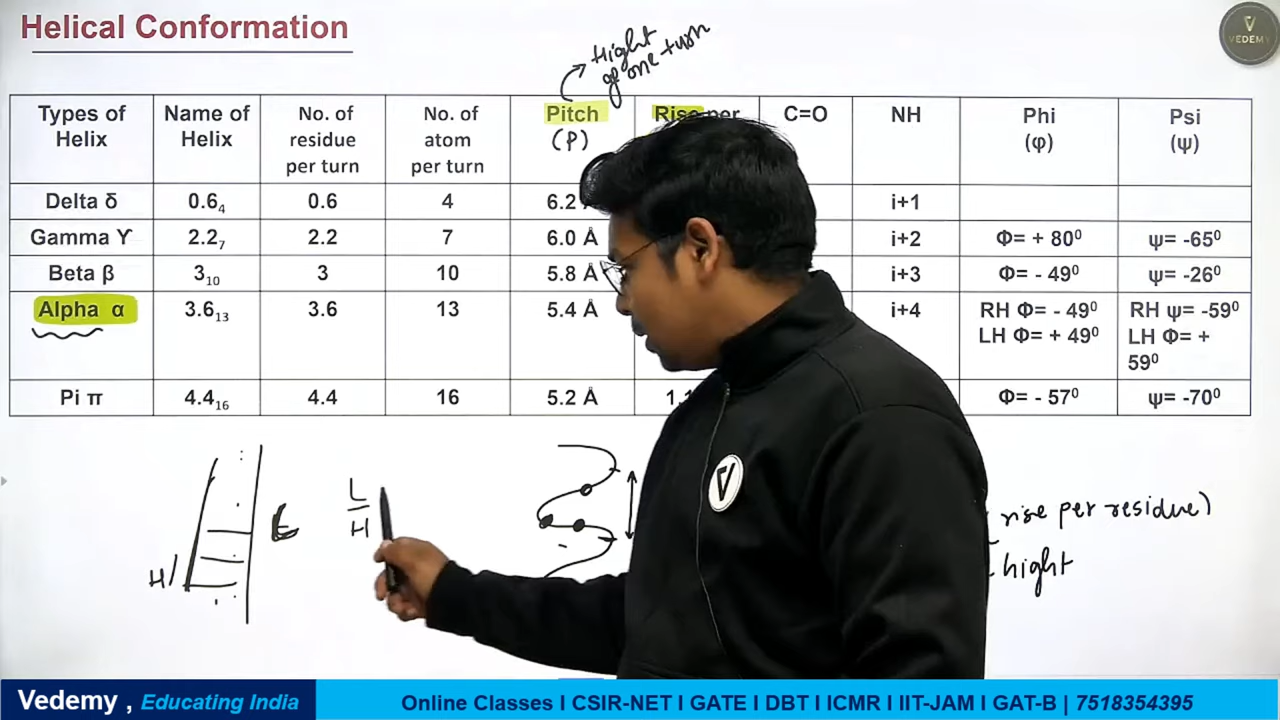 Helical Conformation
VEDEMY
Hight
of one turn
Types of Helix Name of Helix No. of residue per turn No. of atom per turn Pitch (P) Rise per C=O NH Phi (φ) Psi (ψ)
Delta δ 0.6₄ 0.6 4 6.2 i+1
Gamma ϒ 2.2₇ 2.2 7 6.0 Å i+2 Φ= + 80⁰ ψ= -65⁰
Beta β 3₁₀ 3 10 5.8 Å i+3 Φ= - 49⁰ ψ= -26⁰
Alpha α 3.6₁₃ 3.6 13 5.4 Å i+4 RH Φ= - 49⁰ RH ψ= -59⁰
LH Φ= + 49⁰ LH Φ= +
59⁰
Pi π 4.4₁₆ 4.4 16 5.2 Å Φ= - 57⁰ ψ= -70⁰
L
H
(rise per residue)
hight
H
Vedemy , Educating India
Online Classes I CSIR-NET I GATE I DBT I ICMR I IIT-JAM I GAT-B | 7518354395